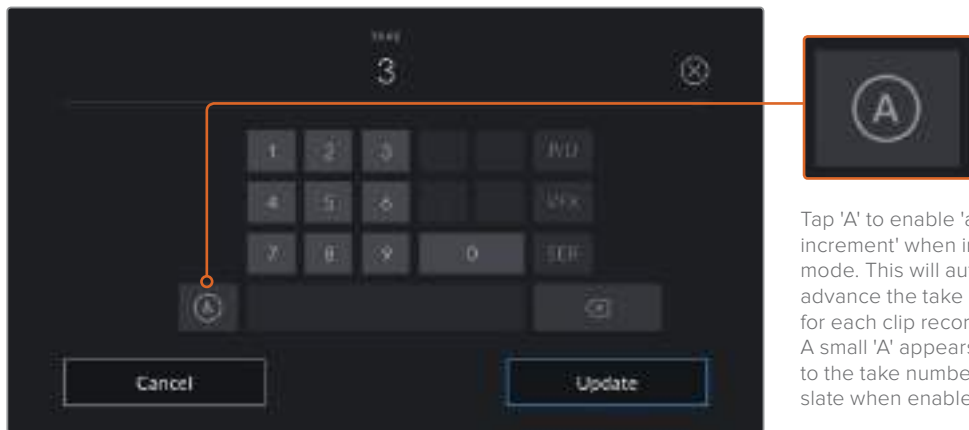 TAKE
3
A
1 2 3 P/U
4 5 6 VFX
7 8 9 0 SER
A
Cancel Update
Tap 'A' to enable 'a
increment' when i
mode. This will au
advance the take
for each clip recor
A small 'A' appears
to the take numbe
slate when enable